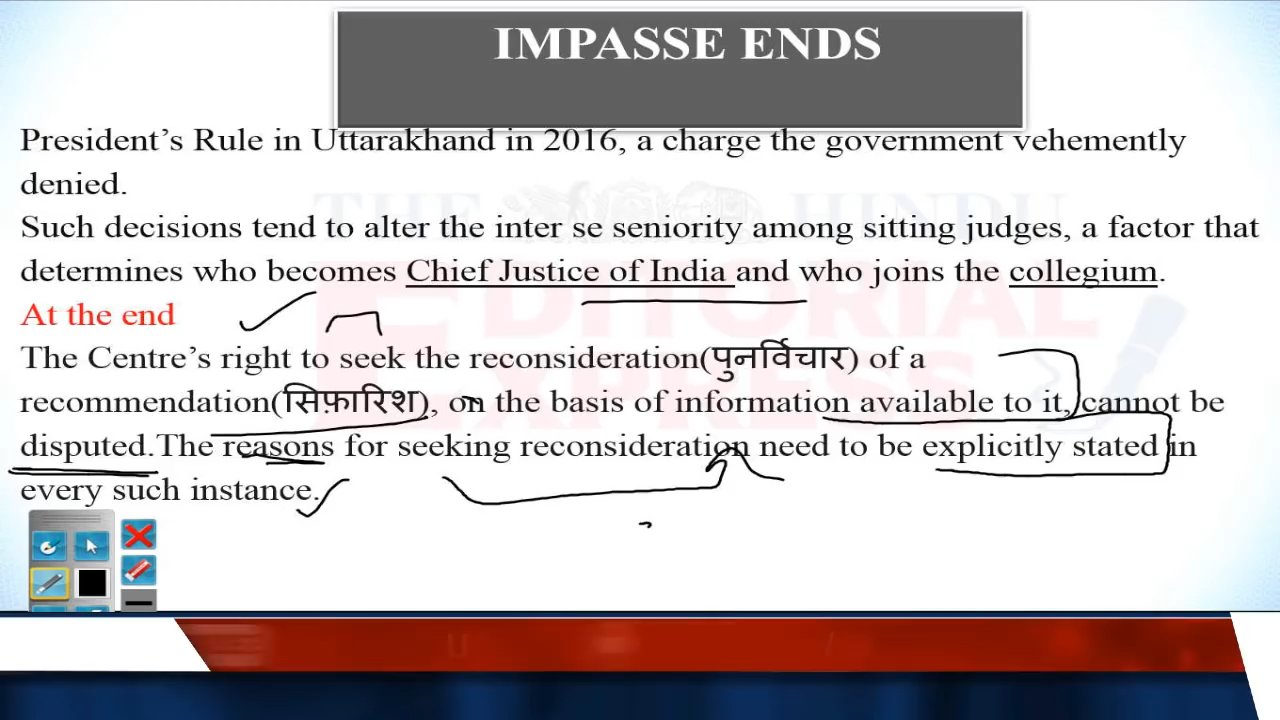 IMPASSE ENDS
President’s Rule in Uttarakhand in 2016, a charge the government vehemently
denied.
Such decisions tend to alter the inter se seniority among sitting judges, a factor that
determines who becomes Chief Justice of India and who joins the collegium.
At the end
The Centre’s right to seek the reconsideration(पुनर्विचार) of a
recommendation(सिफ़ारिश), on the basis of information available to it, cannot be
disputed.The reasons for seeking reconsideration need to be explicitly stated in
every such instance.
THE HINDU
EDITORIAL
EXPRESS